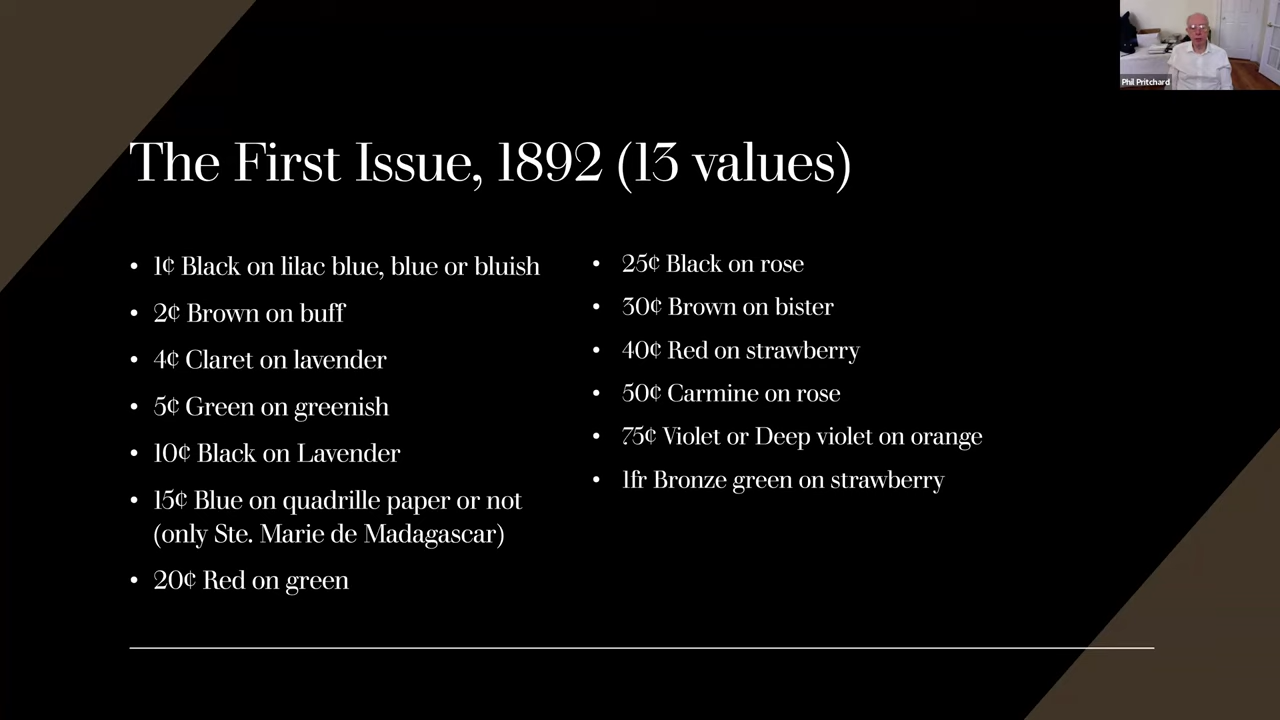 Phil Pritchard
The First Issue, 1892 (13 values)
• 1¢ Black on lilac blue, blue or bluish
• 2¢ Brown on buff
• 4¢ Claret on lavender
• 5¢ Green on greenish
• 10¢ Black on Lavender
• 15¢ Blue on quadrille paper or not
(only Ste. Marie de Madagascar)
• 20¢ Red on green
• 25¢ Black on rose
• 30¢ Brown on bister
• 40¢ Red on strawberry
• 50¢ Carmine on rose
• 75¢ Violet or Deep violet on orange
• 1fr Bronze green on strawberry